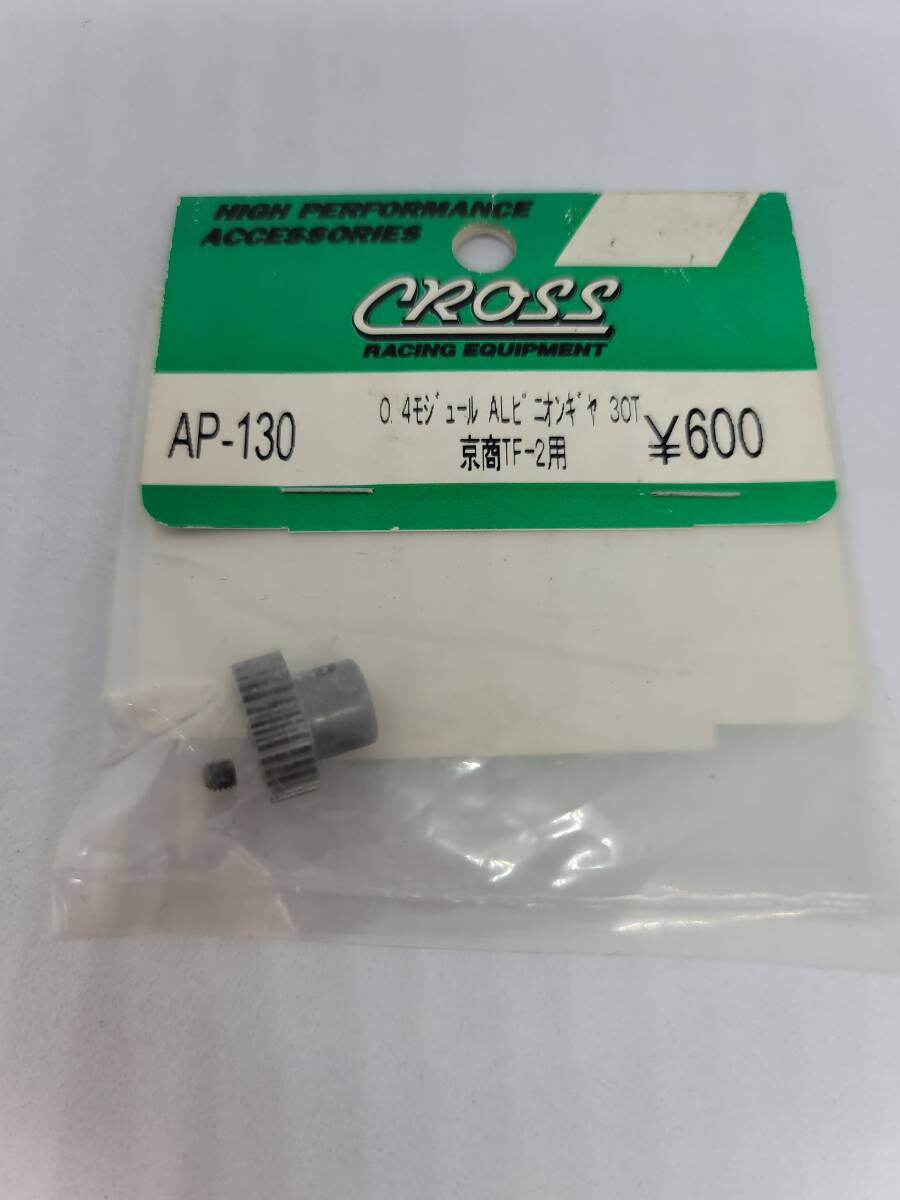 HIGH PERFORMANCE
ACCESSORIES
CROSS
RACING EQUIPMENT
AP-130
0.4ﾓｼﾞｭｰﾙ ALﾋﾟﾆｵﾝｷﾞﾔ 30T
京商TF-2用
¥600